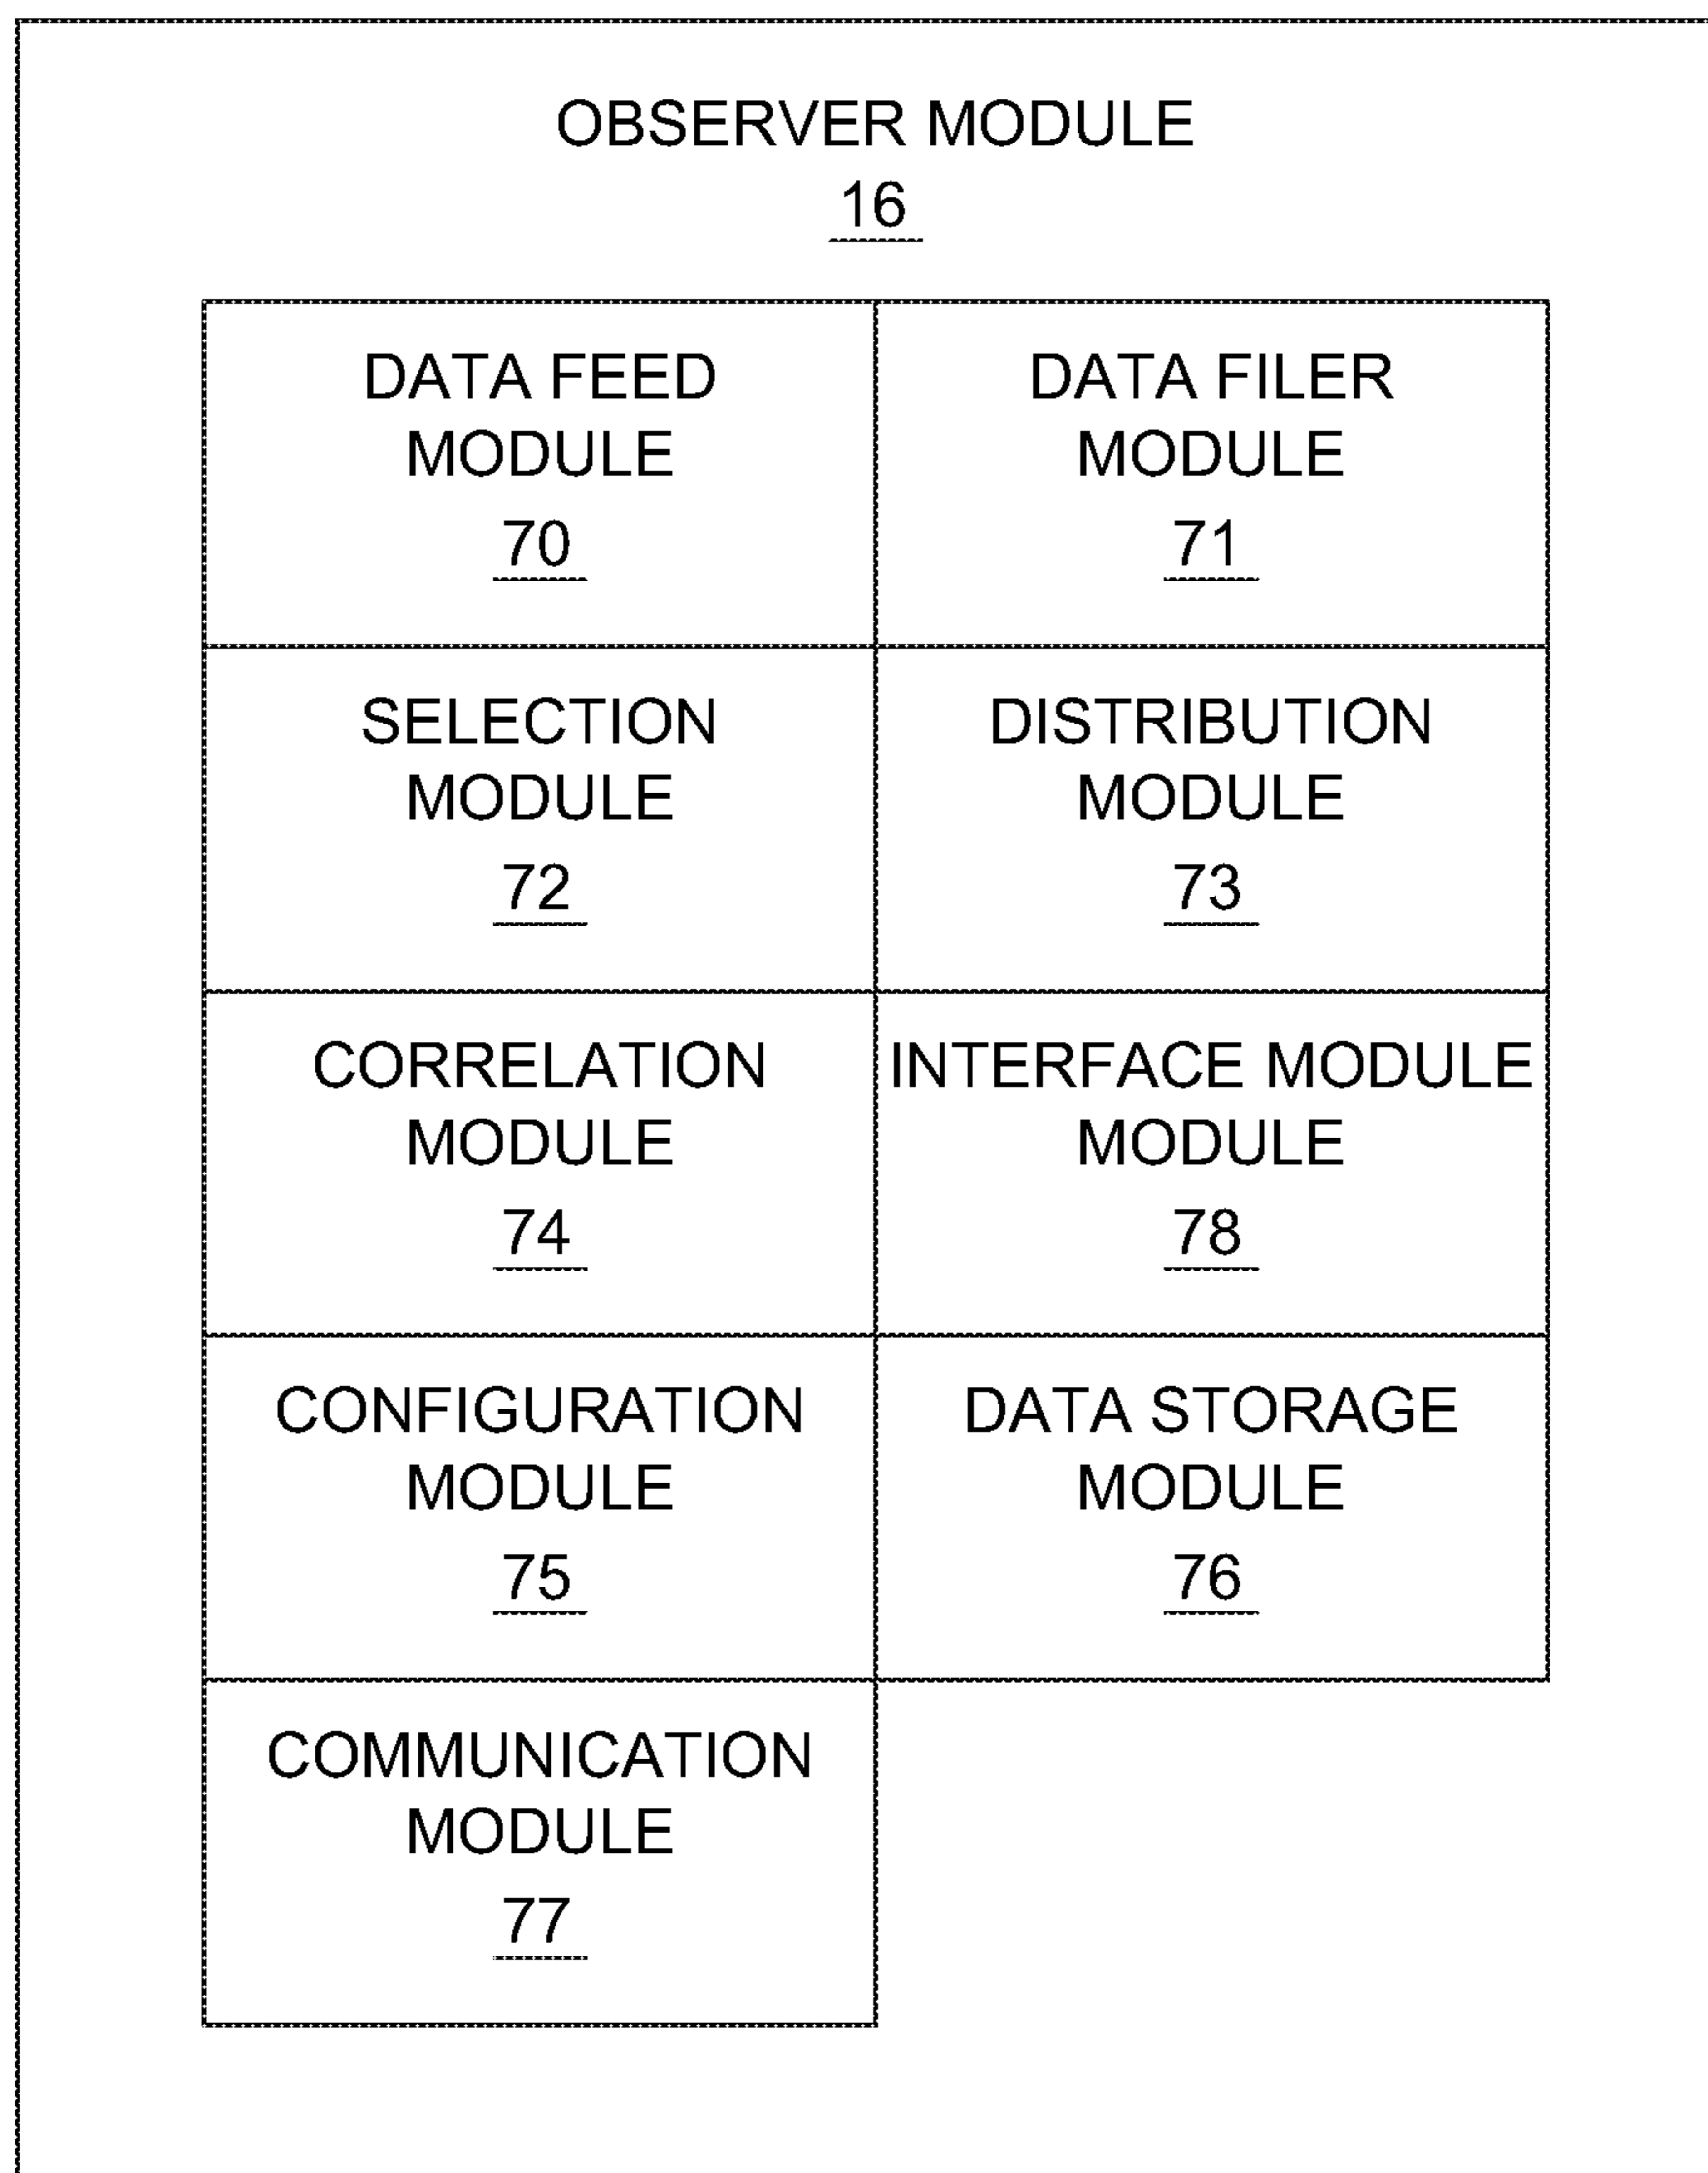 OBSERVER MODULE
16
DATA FEED
MODULE
70
DATA FILER
MODULE
71
SELECTION
MODULE
72
DISTRIBUTION
MODULE
73
CORRELATION
MODULE
74
INTERFACE MODULE
MODULE
78
CONFIGURATION
MODULE
75
DATA STORAGE
MODULE
76
COMMUNICATION
MODULE
77